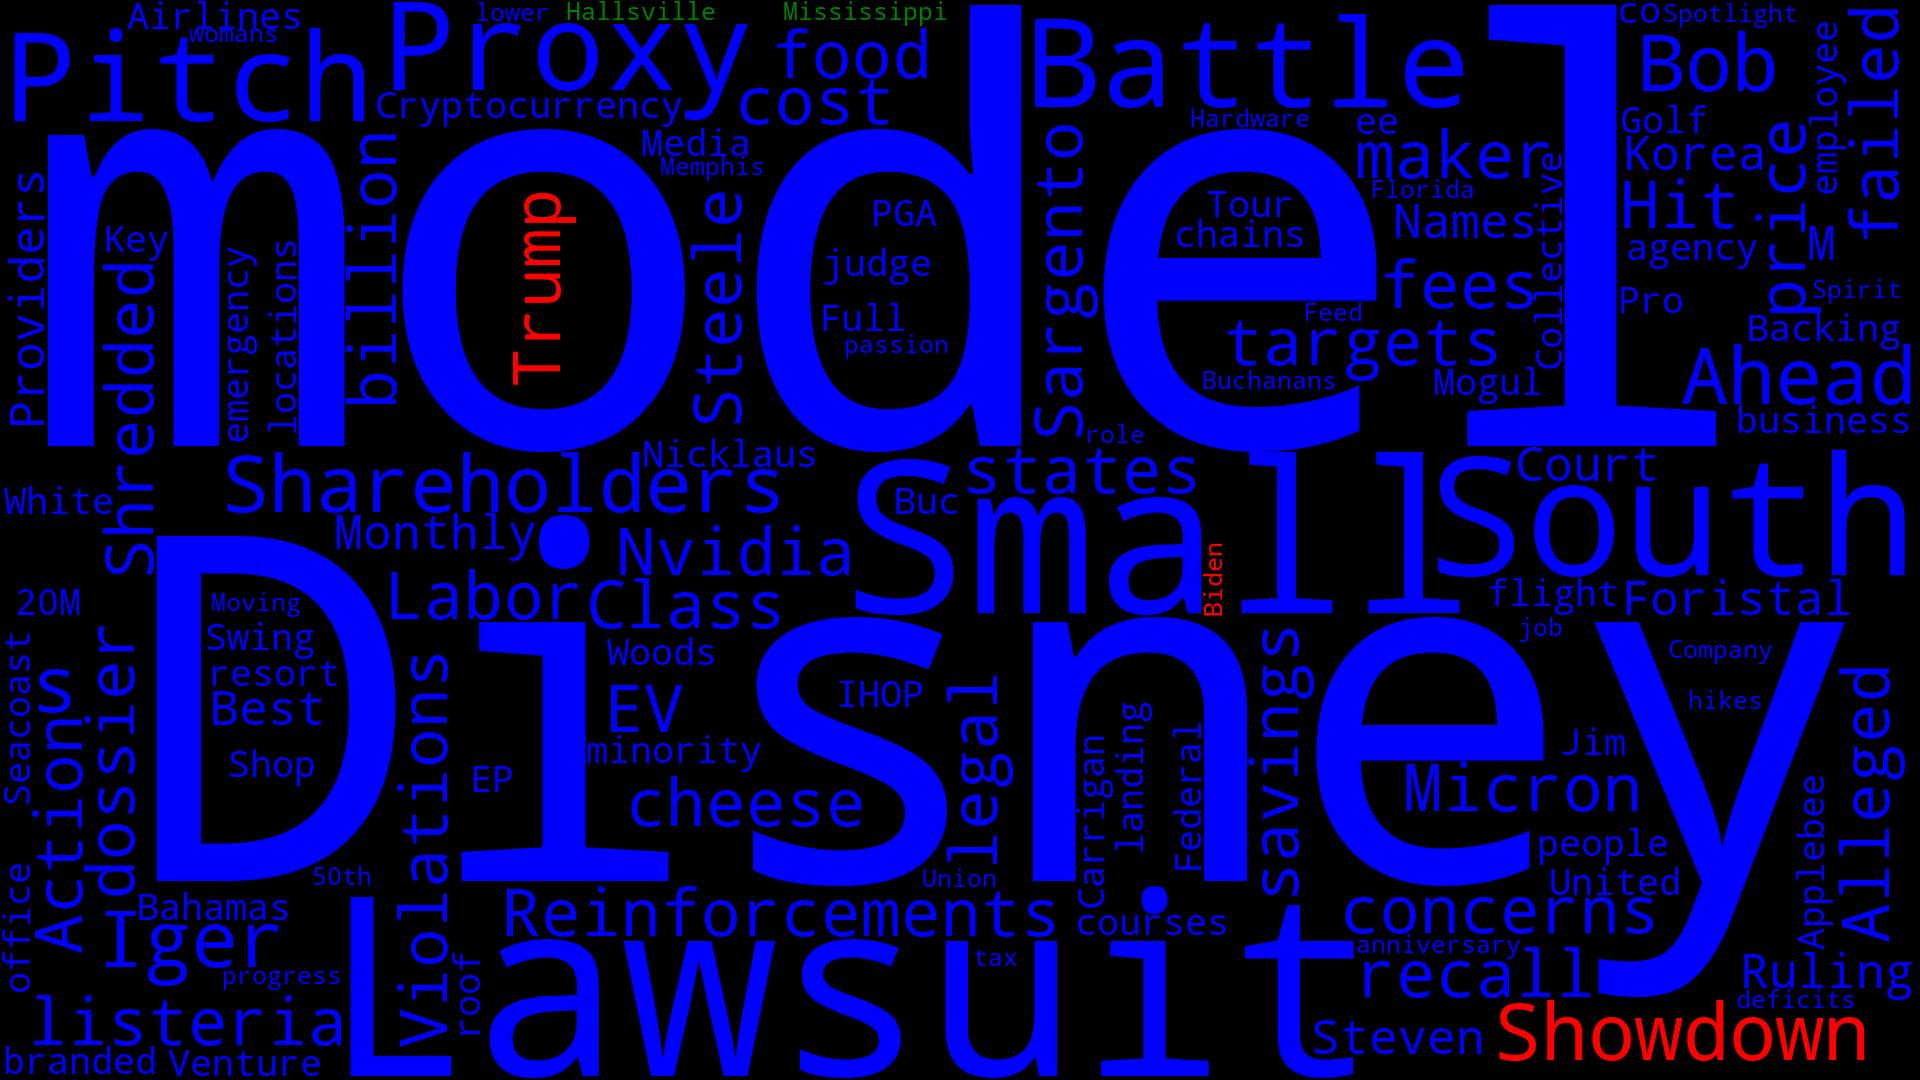 Airlines
womans
Pitch
Proxy
lower
Hallsville
Mississippi
food
cost
Cryptocurrency
Battle
co
Spotlight
Bob
employee
failed
model
Media
Memphis
Hardware
ee
maker
Golf
Korea
price
Providers
Key
Shredded
emergency
locations
billion
Trump
Steele
PGA
judge
Full
passion
Sargento
Tour
chains
Florida
Names
Collective
Hit
agency
M
fees
Feed
targets
Buchanans
Mogul
Pro
Spirit
Backing
Ahead
business
role
White
Shareholders
Nicklaus
Monthly
Nvidia
Buc
states
Small
Court
South
Labor
Class
Biden
flight
Foristal
job
20M
Moving
Swing
resort
Best
Shop
Disney
Woods
EV
minority
EP
cheese
IHOP
illegal
Carrigan
landing
Federal
savings
Company
hikes
Jim
Micron
people
United
Applebee
Alleged
Seacoast
s
Actions
dossier
Violations
50th
office
Bahamas
Iger
progress
listeria
branded
Venture
roof
Reinforcements
Union
courses
concerns
anniversary
tax
recall
Lawsuit
Steven
Ruling
deficits
Showdown